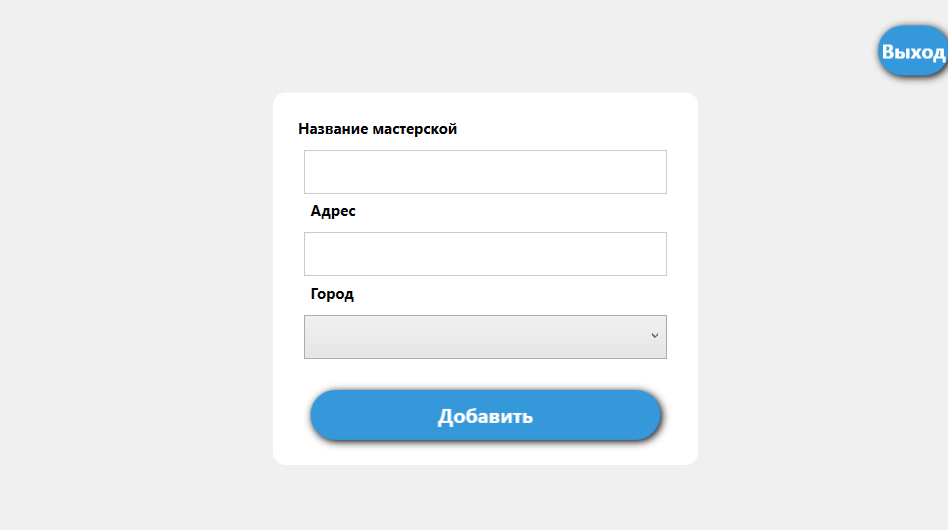 Выход
Название мастерской
Адрес
Город
Добавить